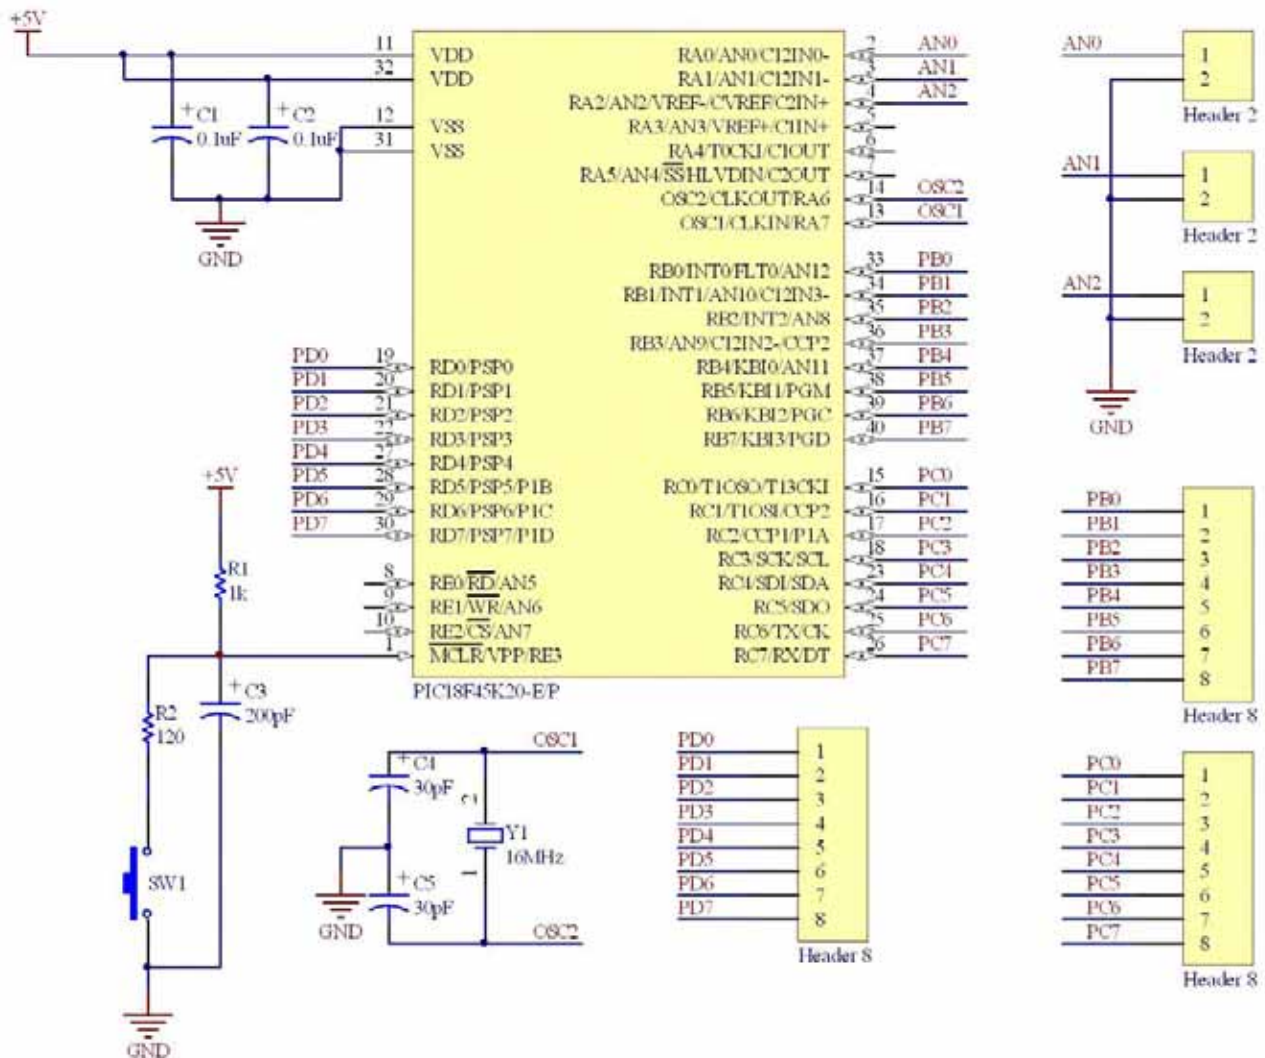 +5V
11 VDD
32 VDD
12 VSS
31 VSS
C1
0.1uF
C2
0.1uF
GND
PD0 19 RD0/PSP0
PD1 20 RD1/PSP1
PD2 21 RD2/PSP2
PD3 22 RD3/PSP3
PD4 27 RD4/PSP4
PD5 28 RD5/PSP5/P1B
PD6 29 RD6/PSP6/P1C
PD7 30 RD7/PSP7/P1D
8 RE0/RD/AN5
9 RE1/WR/AN6
10 RE2/CS/AN7
1 MCLR/VPP/RE3
RA0/AN0/C12IN0- 2 AN0
RA1/AN1/C12IN1- AN1
RA2/AN2/VREF-/CVREF/C2IN+ 4 AN2
RA3/AN3/VREF+/C1IN+
RA4/T0CKI/C1OUT 6
RA5/AN4/SS/HLVDIN/C2OUT 7
OSC2/CLKOUT/RA6 14 OSC2
OSC1/CLKIN/RA7 13 OSC1
RB0/INT0/FLT0/AN12 33 PB0
RB1/INT1/AN10/C12IN3- 34 PB1
RB2/INT2/AN8 35 PB2
RB3/AN9/C12IN2-/CCP2 36 PB3
RB4/KBI0/AN11 37 PB4
RB5/KBI1/PGM 38 PB5
RB6/KBI2/PGC 39 PB6
RB7/KBI3/PGD 40 PB7
RC0/T1OSO/T13CKI 15 PC0
RC1/T1OSI/CCP2 16 PC1
RC2/CCP1/P1A 17 PC2
RC3/SCK/SCL 18 PC3
RC4/SDI/SDA 23 PC4
RC5/SDO 24 PC5
RC6/TX/CK 25 PC6
RC7/RX/DT 26 PC7
PIC18F45K20-E/P
+5V
R1
1k
C3
200pF
R2
120
SW1
GND
OSC1
C4
30pF
2
Y1
16MHz
1
C5
30pF
GND
OSC2
PD0 1
PD1 2
PD2 3
PD3 4
PD4 5
PD5 6
PD6 7
PD7 8
Header 8
AN0 1
2
Header 2
AN1 1
2
Header 2
AN2 1
2
Header 2
GND
PB0 1
PB1 2
PB2 3
PB3 4
PB4 5
PB5 6
PB6 7
PB7 8
Header 8
PC0 1
PC1 2
PC2 3
PC3 4
PC4 5
PC5 6
PC6 7
PC7 8
Header 8